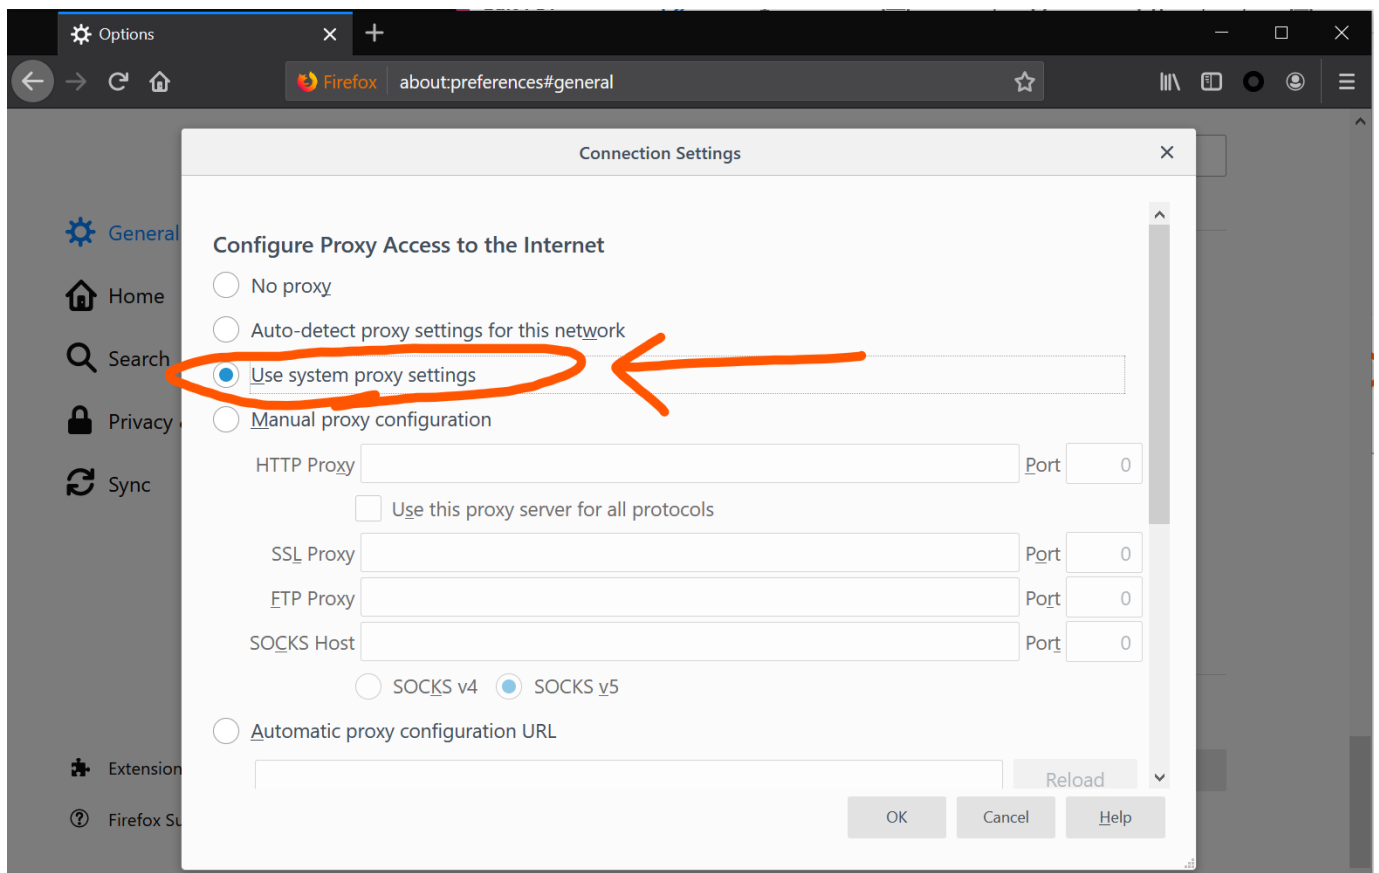 Options
Firefox about:preferences#general
Connection Settings
General
Configure Proxy Access to the Internet
No proxy
Home
Auto-detect proxy settings for this network
Search
Use system proxy settings
Privacy
Manual proxy configuration
HTTP Proxy Port 0
Sync
Use this proxy server for all protocols
SSL Proxy Port 0
FTP Proxy Port 0
SOCKS Host Port 0
SOCKS v4 SOCKS v5
Automatic proxy configuration URL
Extension
Reload
Firefox Su
OK Cancel Help